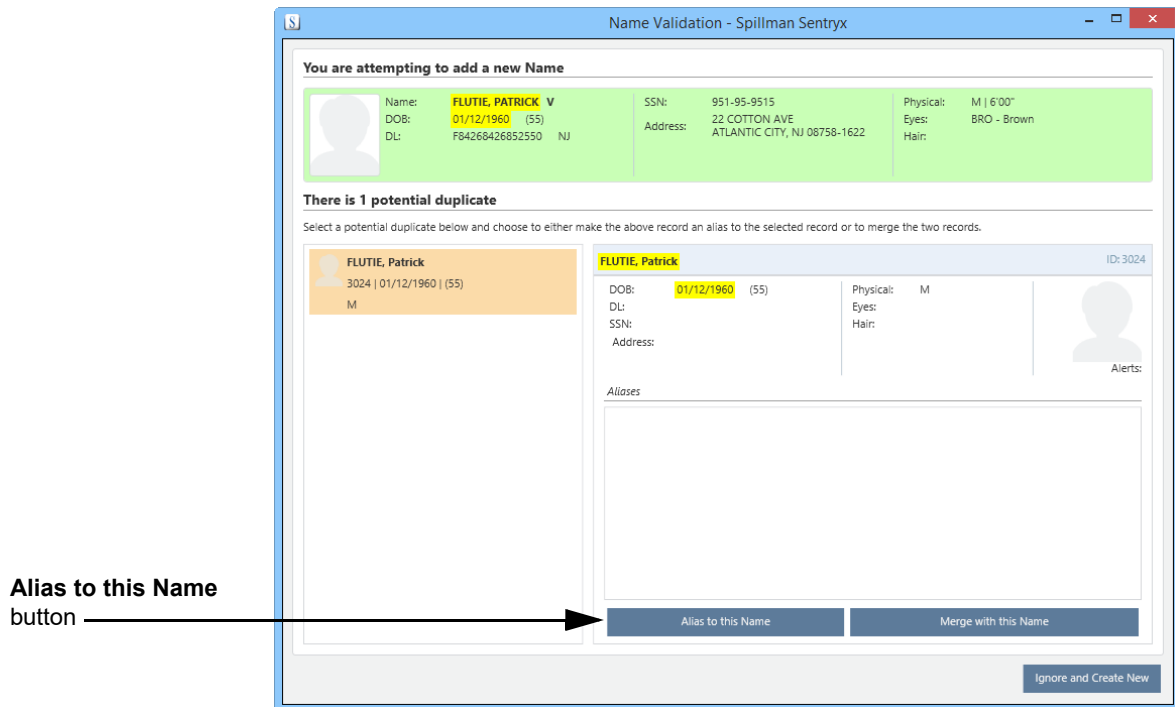 S
Name Validation - Spillman Sentryx
You are attempting to add a new Name
Name: FLUTIE, PATRICK V SSN: 951-95-9515 Physical: M | 6'00"
DOB: 01/12/1960 (55) Address: 22 COTTON AVE Eyes: BRO - Brown
DL: F84268426852550 NJ ATLANTIC CITY, NJ 08758-1622 Hair:
There is 1 potential duplicate
Select a potential duplicate below and choose to either make the above record an alias to the selected record or to merge the two records.
FLUTIE, Patrick
3024 | 01/12/1960 | (55)
M
FLUTIE, Patrick ID: 3024
DOB: 01/12/1960 (55) Physical: M
DL: Eyes:
SSN: Hair:
Address:
Alerts:
Aliases
Alias to this Name
button
Alias to this Name Merge with this Name
Ignore and Create New